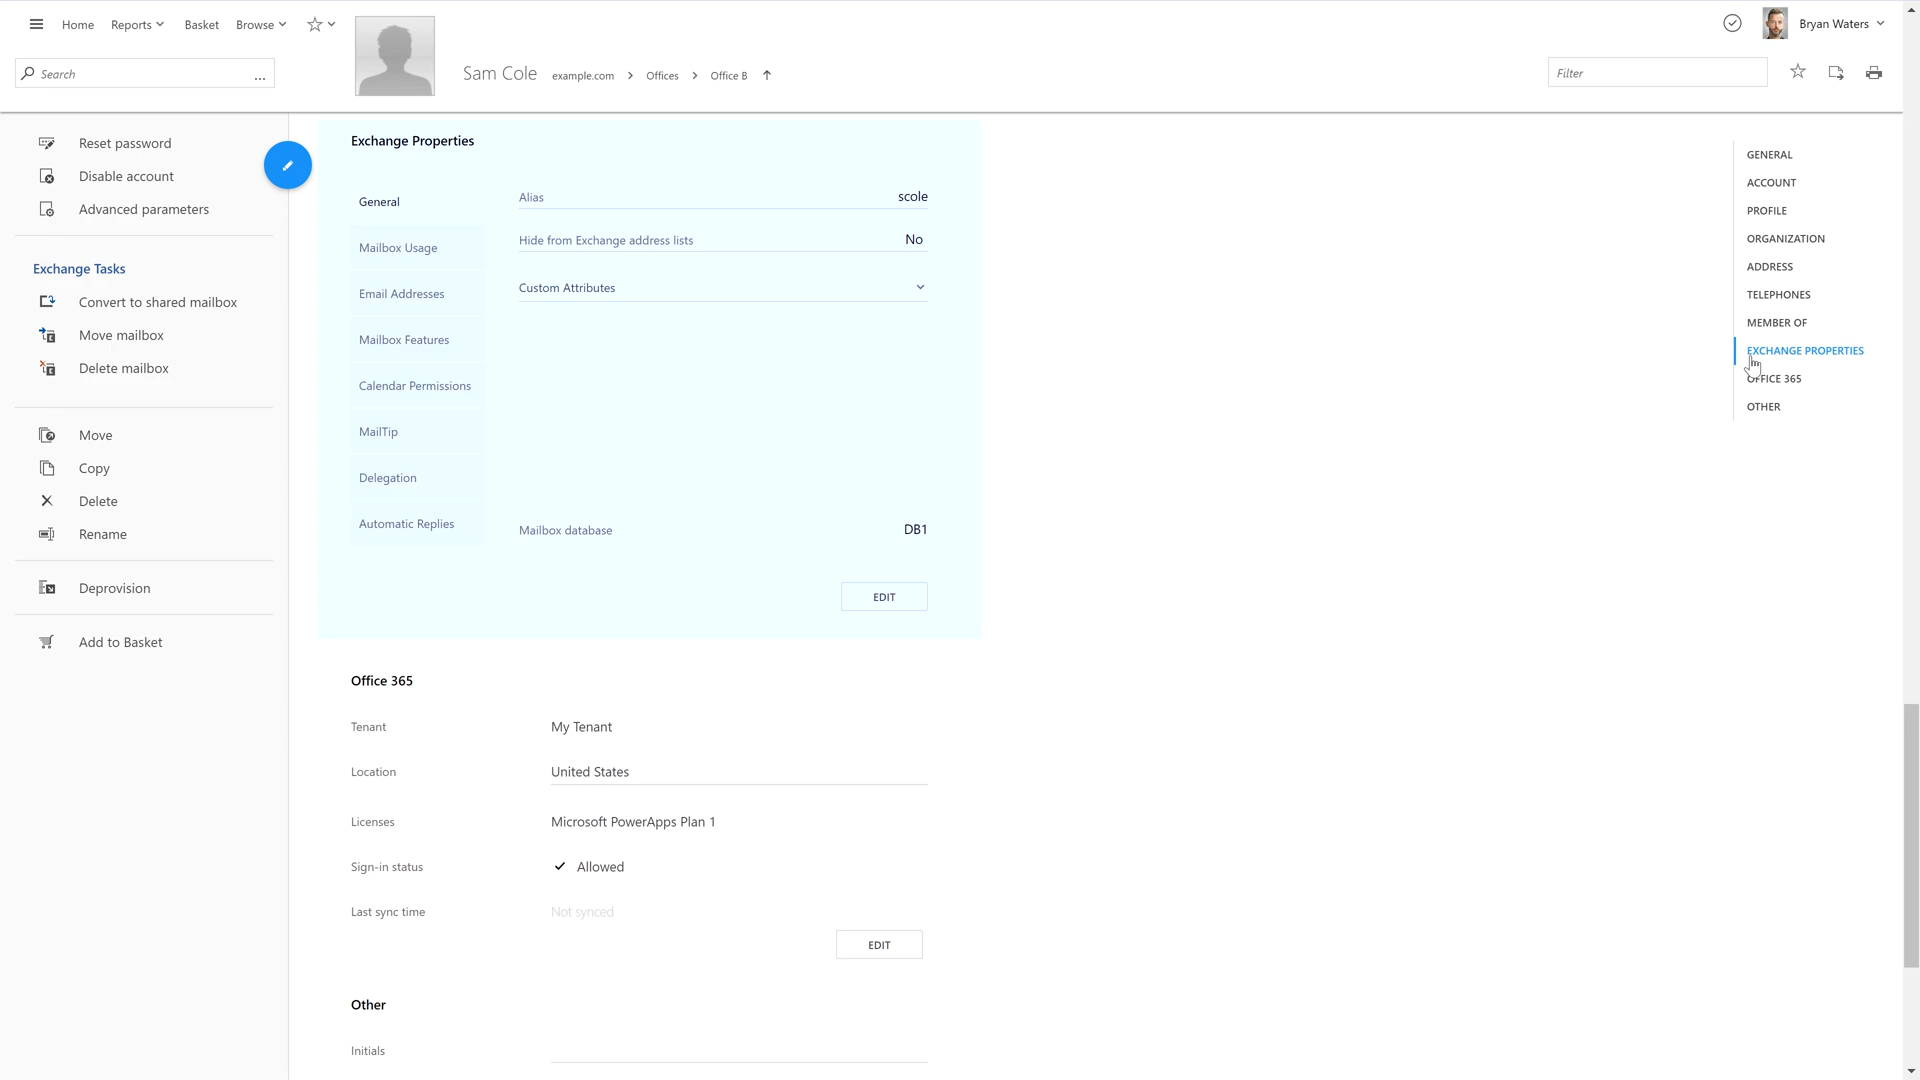 Home Reports Basket Browse
Bryan Waters
Search ...
Sam Cole example.com > Offices > Office B
Filter
Reset password
Disable account
Advanced parameters
Exchange Tasks
Convert to shared mailbox
Move mailbox
Delete mailbox
Move
Copy
Delete
Rename
Deprovision
Add to Basket
Exchange Properties
General
Mailbox Usage
Email Addresses
Mailbox Features
Calendar Permissions
MailTip
Delegation
Automatic Replies
Alias scole
Hide from Exchange address lists No
Custom Attributes
Mailbox database DB1
EDIT
Office 365
Tenant My Tenant
Location United States
Licenses Microsoft PowerApps Plan 1
Sign-in status Allowed
Last sync time Not synced
EDIT
Other
Initials
GENERAL
ACCOUNT
PROFILE
ORGANIZATION
ADDRESS
TELEPHONES
MEMBER OF
EXCHANGE PROPERTIES
OFFICE 365
OTHER